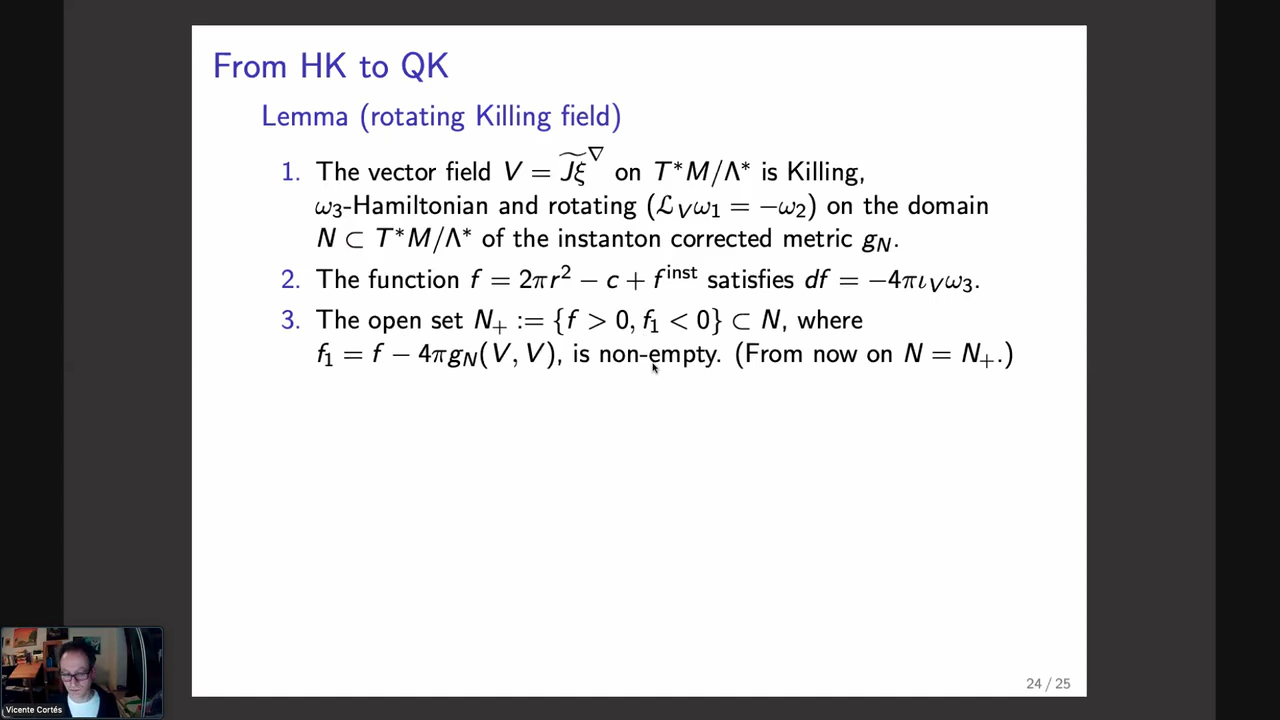 From HK to QK
Lemma (rotating Killing field)
1. The vector field V = \widetilde{Jξ}^∇ on T*M/Λ* is Killing,
ω₃-Hamiltonian and rotating (ℒ_V ω₁ = −ω₂) on the domain
N ⊂ T*M/Λ* of the instanton corrected metric g_N.
2. The function f = 2πr² − c + f^inst satisfies df = −4πι_V ω₃.
3. The open set N₊ := {f > 0, f₁ < 0} ⊂ N, where
f₁ = f − 4πg_N(V, V), is non-empty. (From now on N = N₊.)
24 / 25
Vicente Cortés